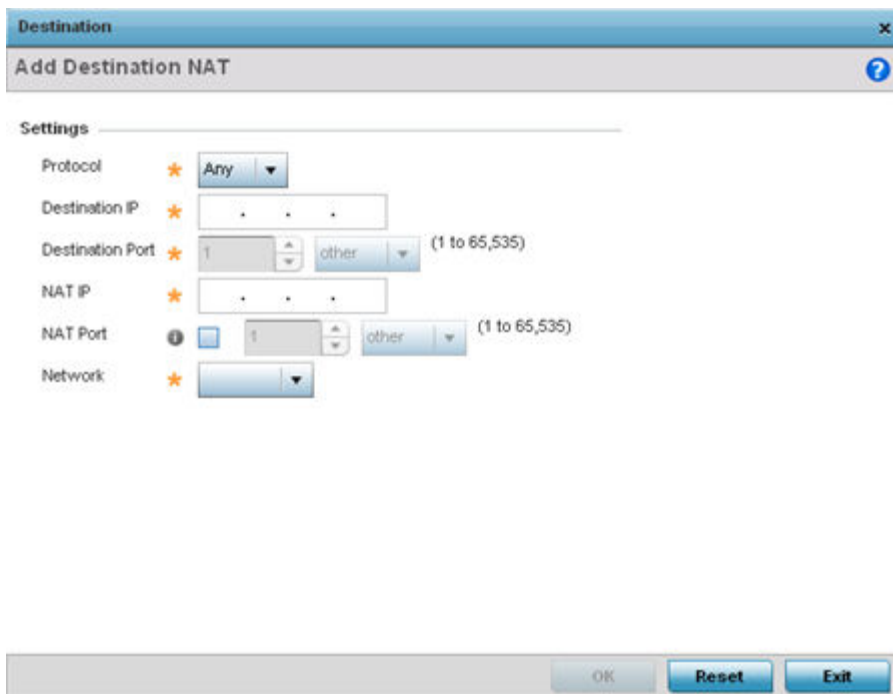 Destination x
Add Destination NAT ?
Settings
Protocol * Any
Destination IP * . . .
Destination Port * 1 other (1 to 65,535)
NAT IP * . . .
NAT Port i 1 other (1 to 65,535)
Network *
OK Reset Exit